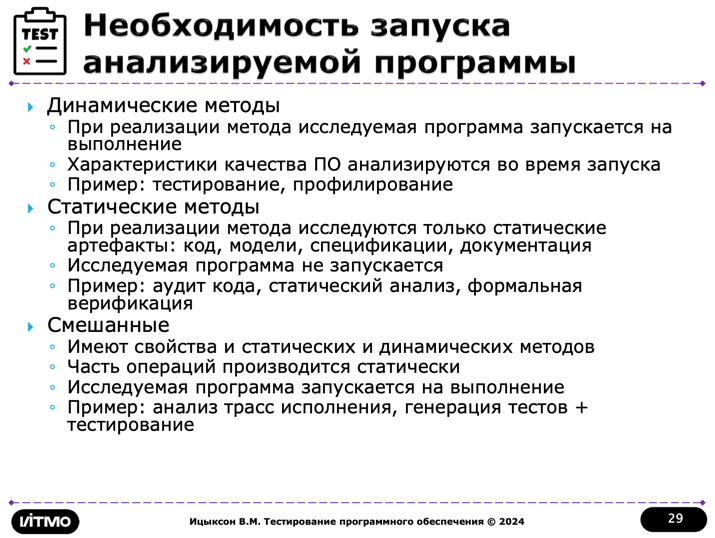 TEST
Необходимость запуска
анализируемой программы
Динамические методы
При реализации метода исследуемая программа запускается на
выполнение
Характеристики качества ПО анализируются во время запуска
Пример: тестирование, профилирование
Статические методы
При реализации метода исследуются только статические
артефакты: код, модели, спецификации, документация
Исследуемая программа не запускается
Пример: аудит кода, статический анализ, формальная
верификация
Смешанные
Имеют свойства и статических и динамических методов
Часть операций производится статически
Исследуемая программа запускается на выполнение
Пример: анализ трасс исполнения, генерация тестов +
тестирование
ИTMO
Ицыксон В.М. Тестирование программного обеспечения © 2024
29